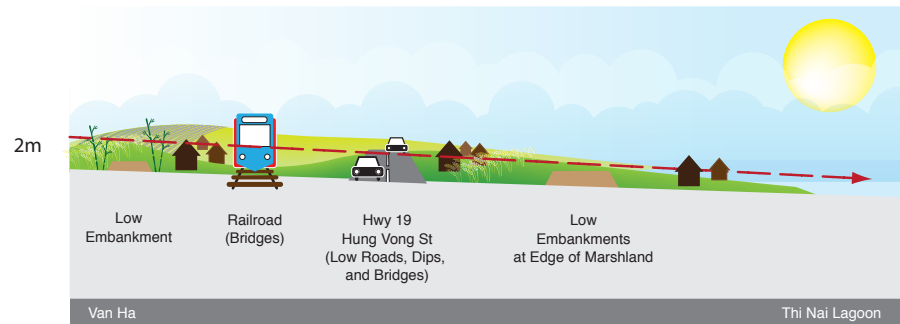 2m
Low
Embankment
Railroad
(Bridges)
Hwy 19
Hung Vong St
(Low Roads, Dips,
and Bridges)
Low
Embankments
at Edge of Marshland
Van Ha
Thi Nai Lagoon